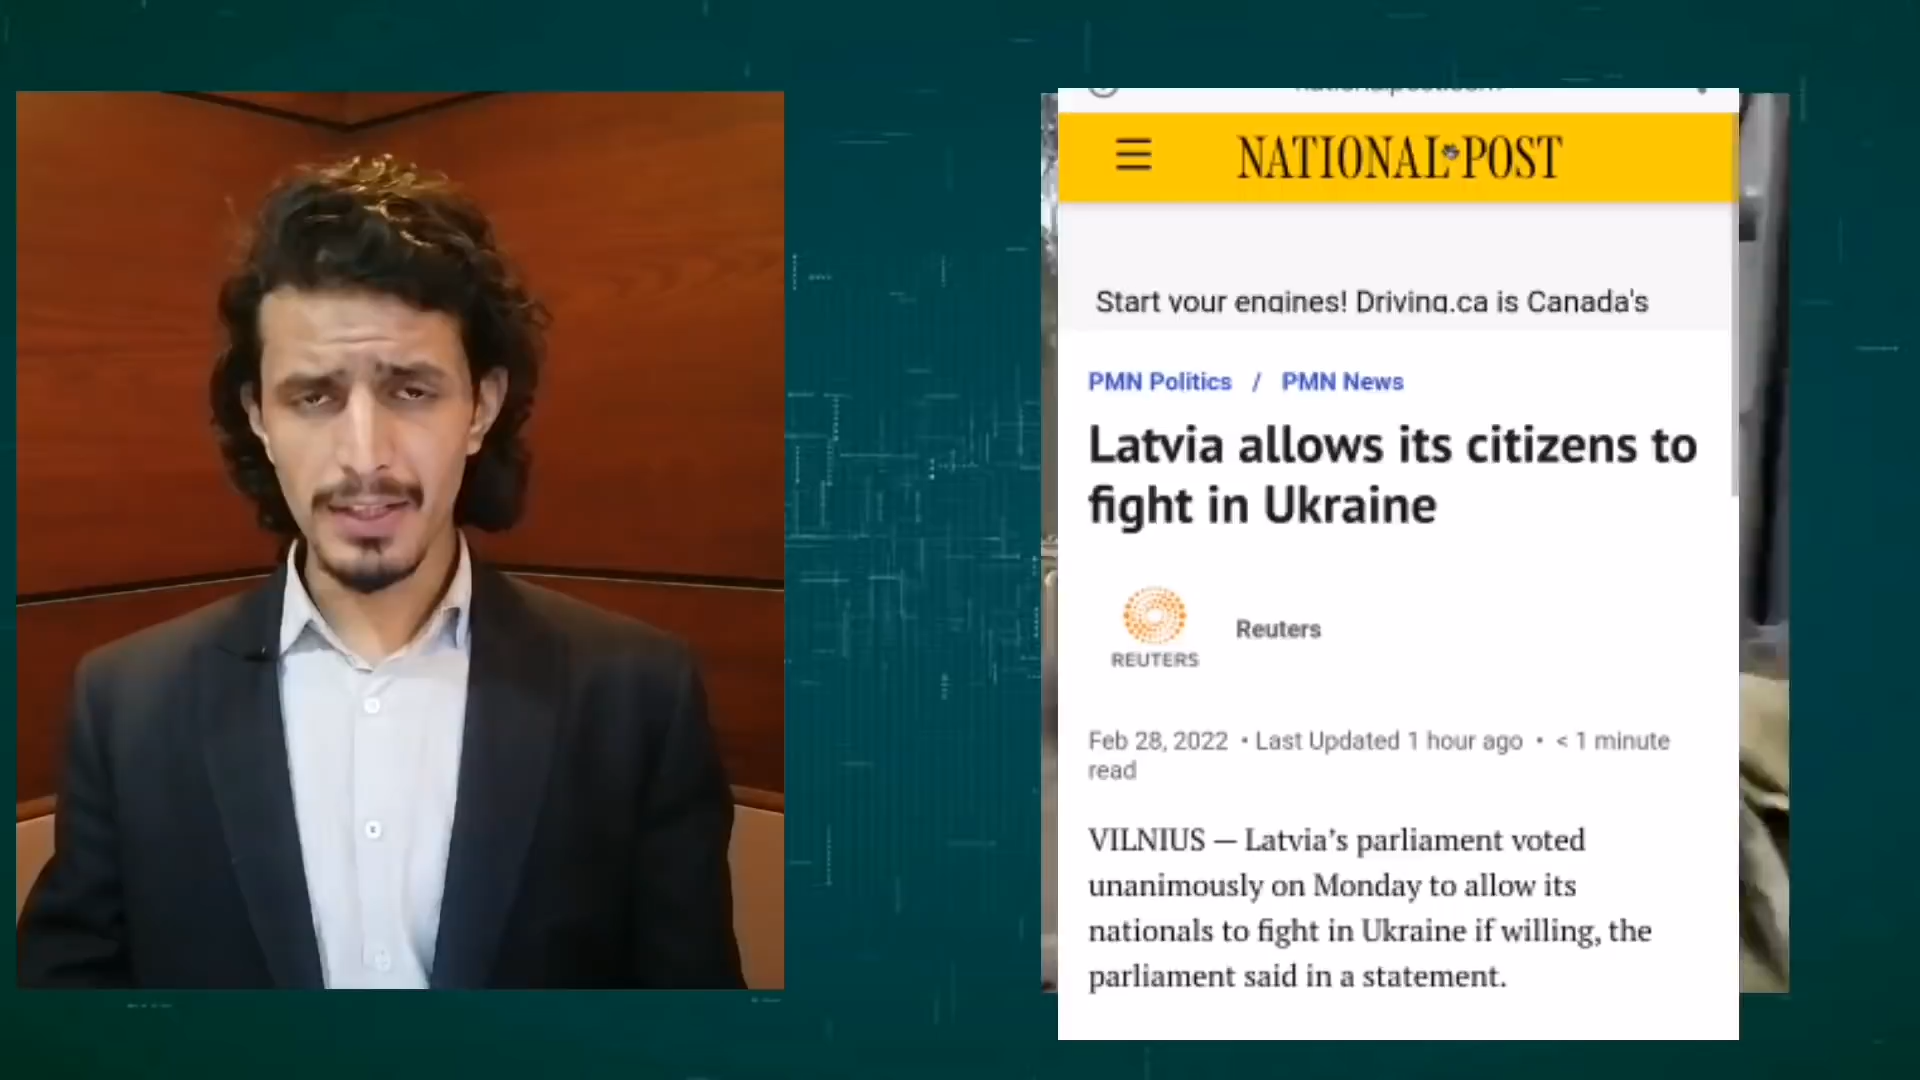 NATIONAL POST
Start your engines! Driving.ca is Canada's
PMN Politics / PMN News
Latvia allows its citizens to
fight in Ukraine
REUTERS
Reuters
Feb 28, 2022 • Last Updated 1 hour ago • < 1 minute
read
VILNIUS — Latvia’s parliament voted
unanimously on Monday to allow its
nationals to fight in Ukraine if willing, the
parliament said in a statement.